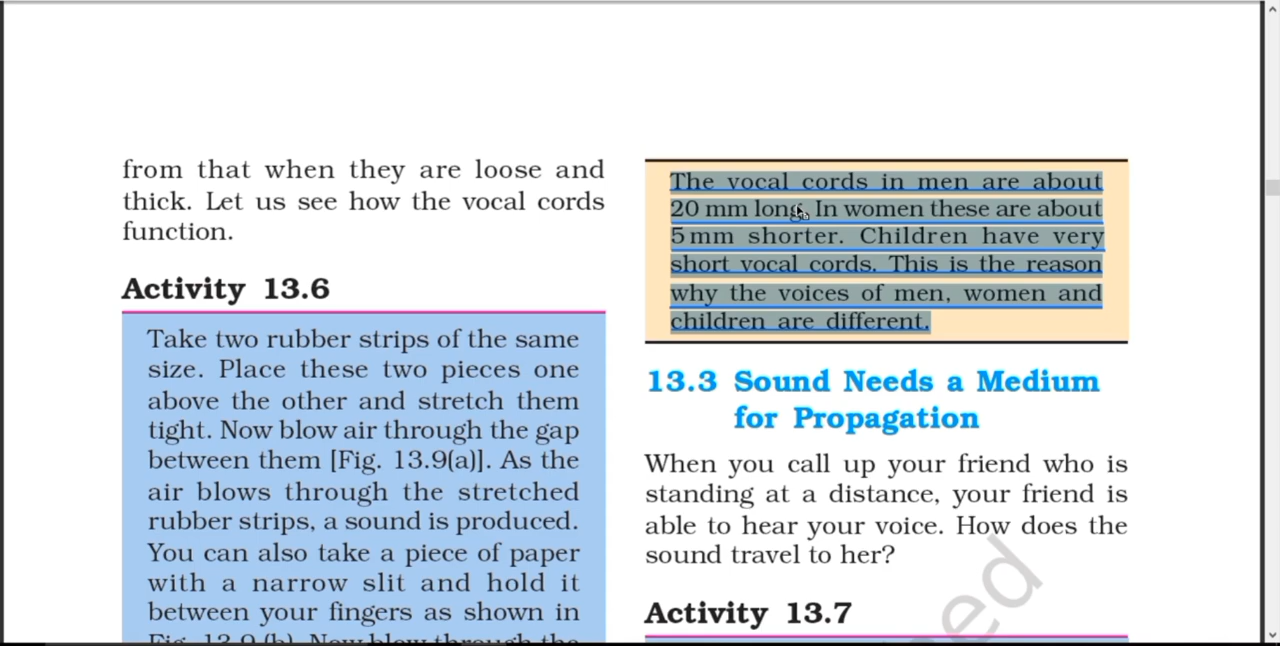 from that when they are loose and
thick. Let us see how the vocal cords
function.
Activity 13.6
Take two rubber strips of the same
size. Place these two pieces one
above the other and stretch them
tight. Now blow air through the gap
between them [Fig. 13.9(a)]. As the
air blows through the stretched
rubber strips, a sound is produced.
You can also take a piece of paper
with a narrow slit and hold it
between your fingers as shown in
Fig. 13.9 (b). Now blow through the
The vocal cords in men are about
20 mm long. In women these are about
5 mm shorter. Children have very
short vocal cords. This is the reason
why the voices of men, women and
children are different.
13.3 Sound Needs a Medium
for Propagation
When you call up your friend who is
standing at a distance, your friend is
able to hear your voice. How does the
sound travel to her?
Activity 13.7